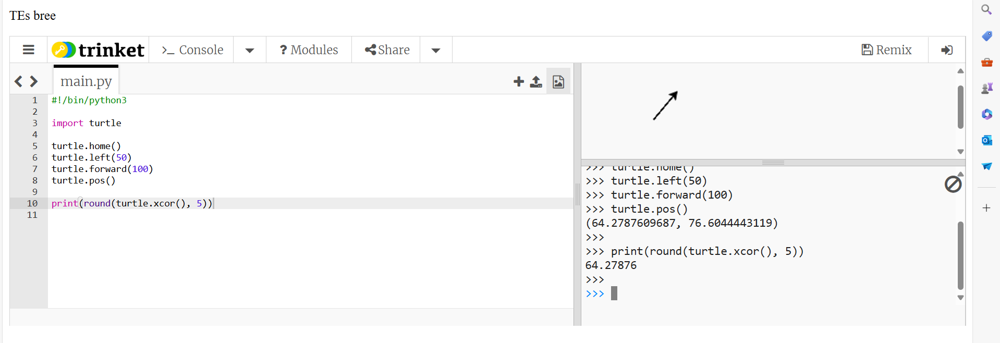 TEs bree
trinket
>_ Console
? Modules
Share
Remix
main.py
1 #!/bin/python3
2
3 import turtle
4
5 turtle.home()
6 turtle.left(50)
7 turtle.forward(100)
8 turtle.pos()
9
10 print(round(turtle.xcor(), 5))
11
>>> turtle.home()
>>> turtle.left(50)
>>> turtle.forward(100)
>>> turtle.pos()
(64.2787609687, 76.6044443119)
>>>
>>> print(round(turtle.xcor(), 5))
64.27876
>>>
>>>